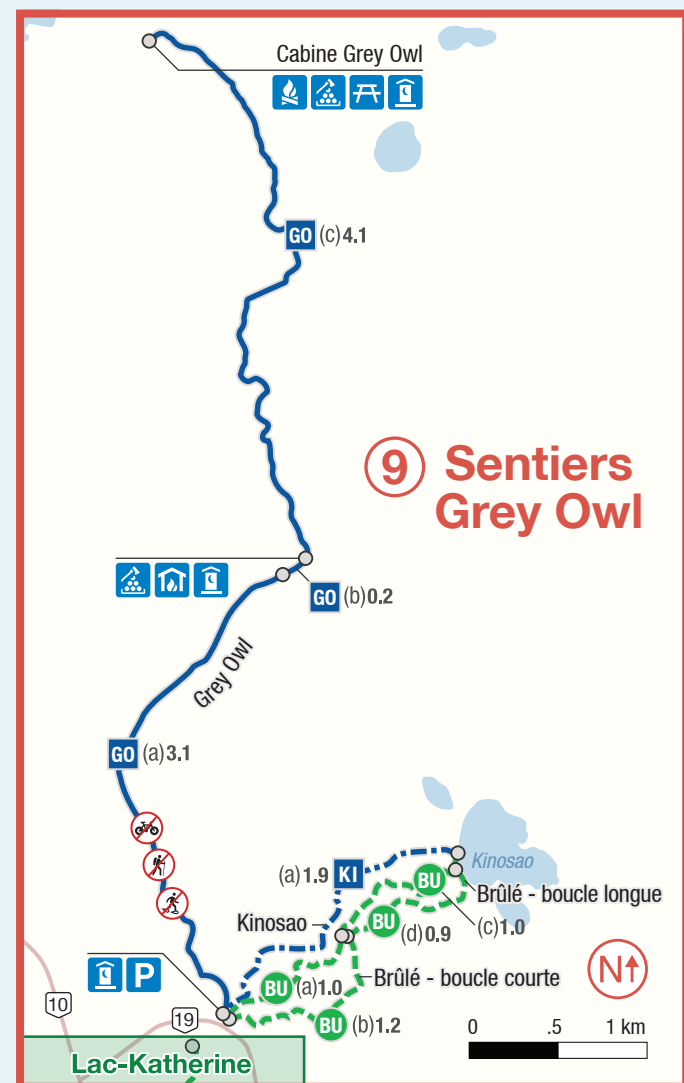 Cabine Grey Owl
GO (c) 4.1
9 Sentiers
Grey Owl
GO (b) 0.2
Grey Owl
GO (a) 3.1
Kinosao
(a) 1.9 KI
BU
Brûlé - boucle longue
(c) 1.0
BU (d) 0.9
Kinosao
Brûlé - boucle courte
BU (a) 1.0
P
BU (b) 1.2
N
10
19
0 .5 1 km
Lac-Katherine